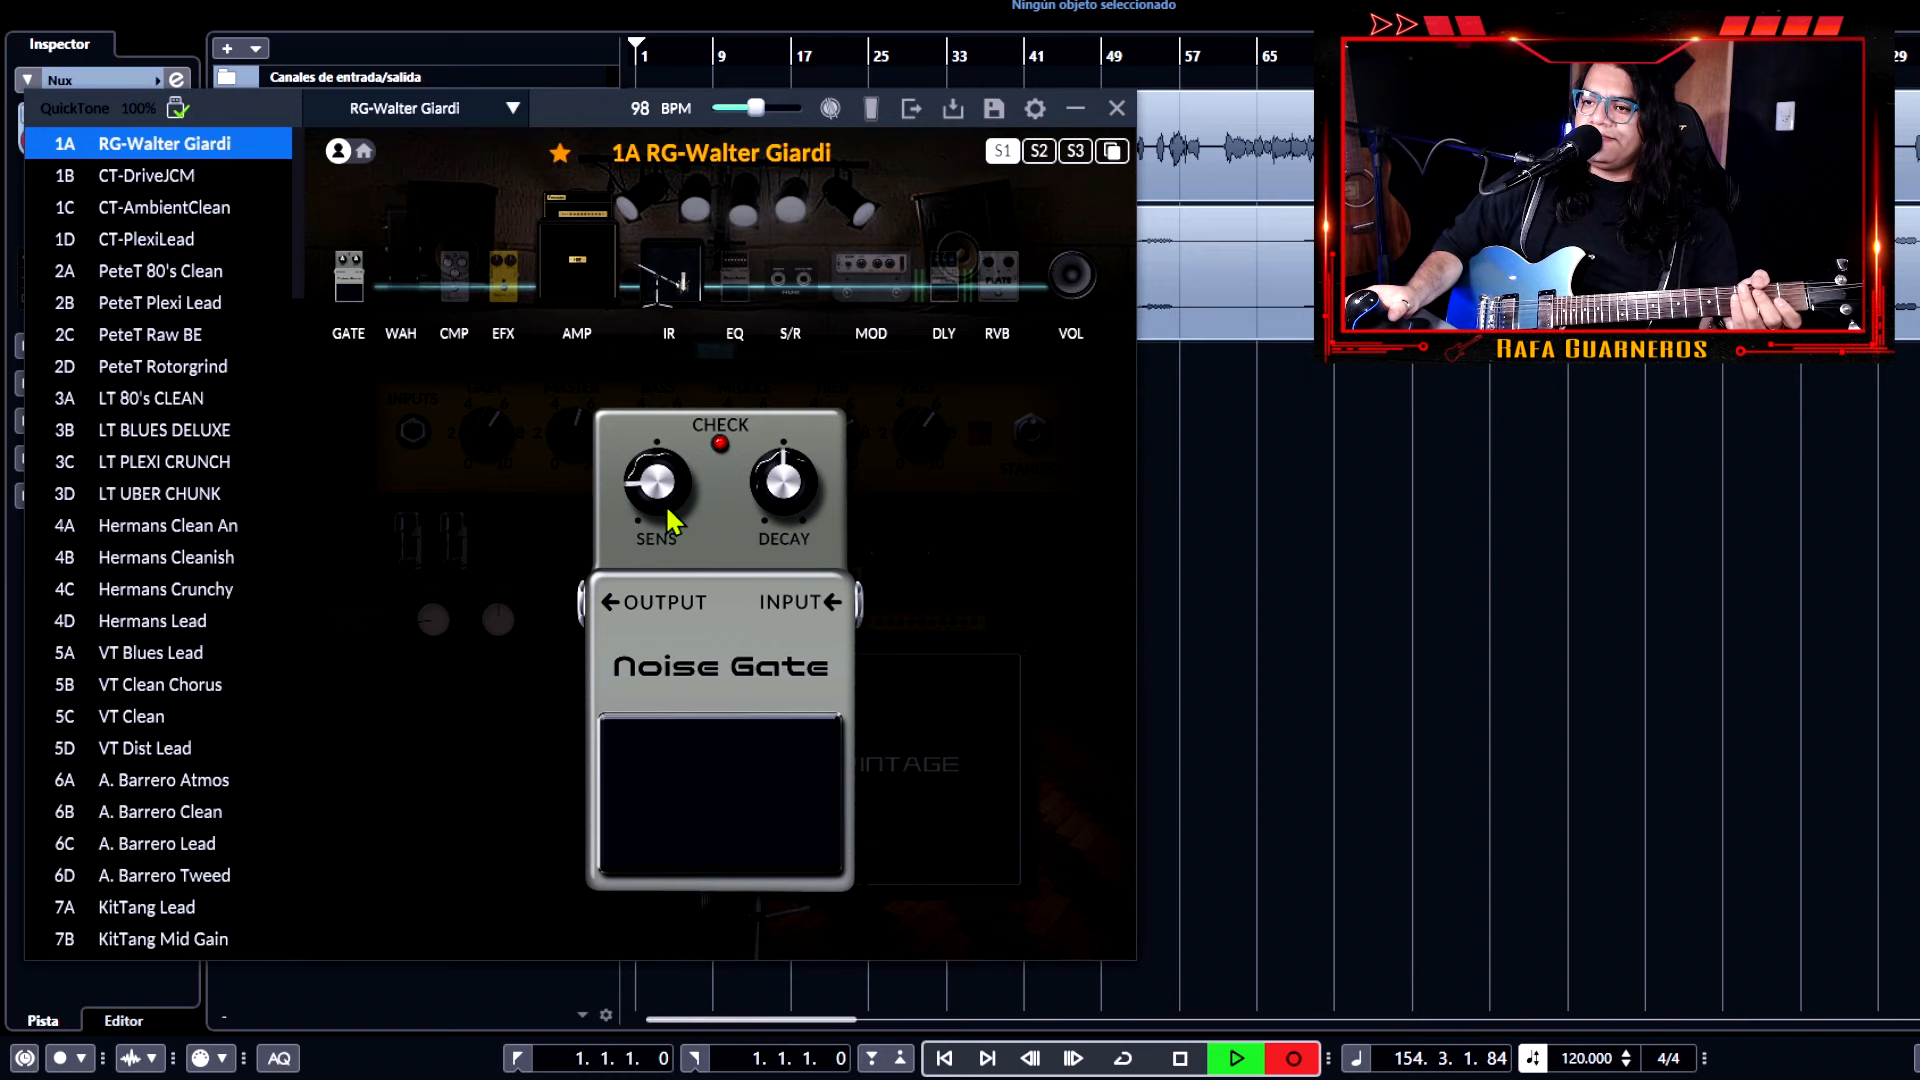 Ningún objeto seleccionado
Inspector
Nux
Canales de entrada/salida
1 9 17 25 33 41 49 57 65
29
QuickTone 100%
RG-Walter Giardi
98 BPM
1A RG-Walter Giardi
1B CT-DriveJCM
1C CT-AmbientClean
1D CT-PlexiLead
2A PeteT 80's Clean
2B PeteT Plexi Lead
2C PeteT Raw BE
2D PeteT Rotorgrind
3A LT 80's CLEAN
3B LT BLUES DELUXE
3C LT PLEXI CRUNCH
3D LT UBER CHUNK
4A Hermans Clean An
4B Hermans Cleanish
4C Hermans Crunchy
4D Hermans Lead
5A VT Blues Lead
5B VT Clean Chorus
5C VT Clean
5D VT Dist Lead
6A A. Barrero Atmos
6B A. Barrero Clean
6C A. Barrero Lead
6D A. Barrero Tweed
7A KitTang Lead
7B KitTang Mid Gain
1A RG-Walter Giardi
S1 S2 S3
PLATE
GATE WAH CMP EFX AMP IR EQ S/R MOD DLY RVB VOL
INPUTS
CHECK
SENS DECAY
OUTPUT INPUT
Noise Gate
RAFA GUARNEROS
Pista Editor
-
AQ
1. 1. 1. 0
1. 1. 1. 0
154. 3. 1. 84
120.000
4/4